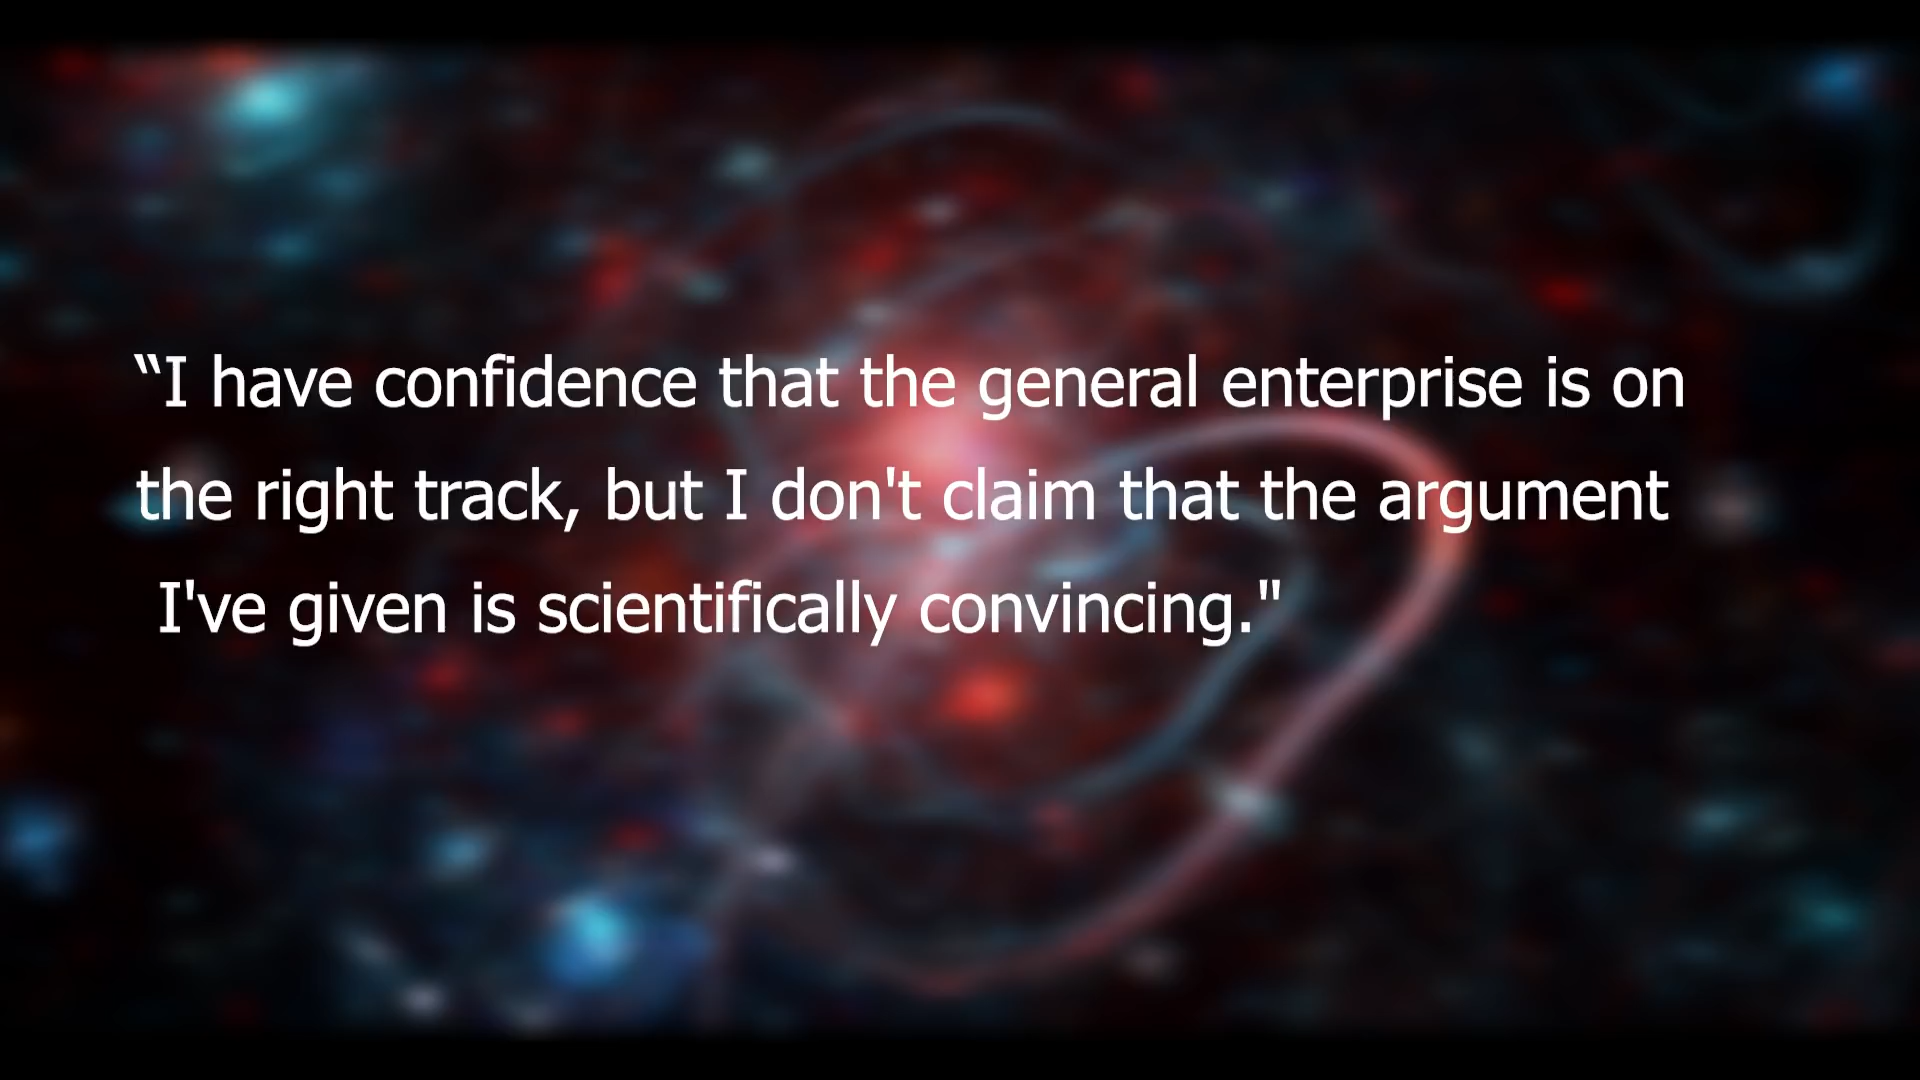 “I have confidence that the general enterprise is on
the right track, but I don't claim that the argument
I've given is scientifically convincing."